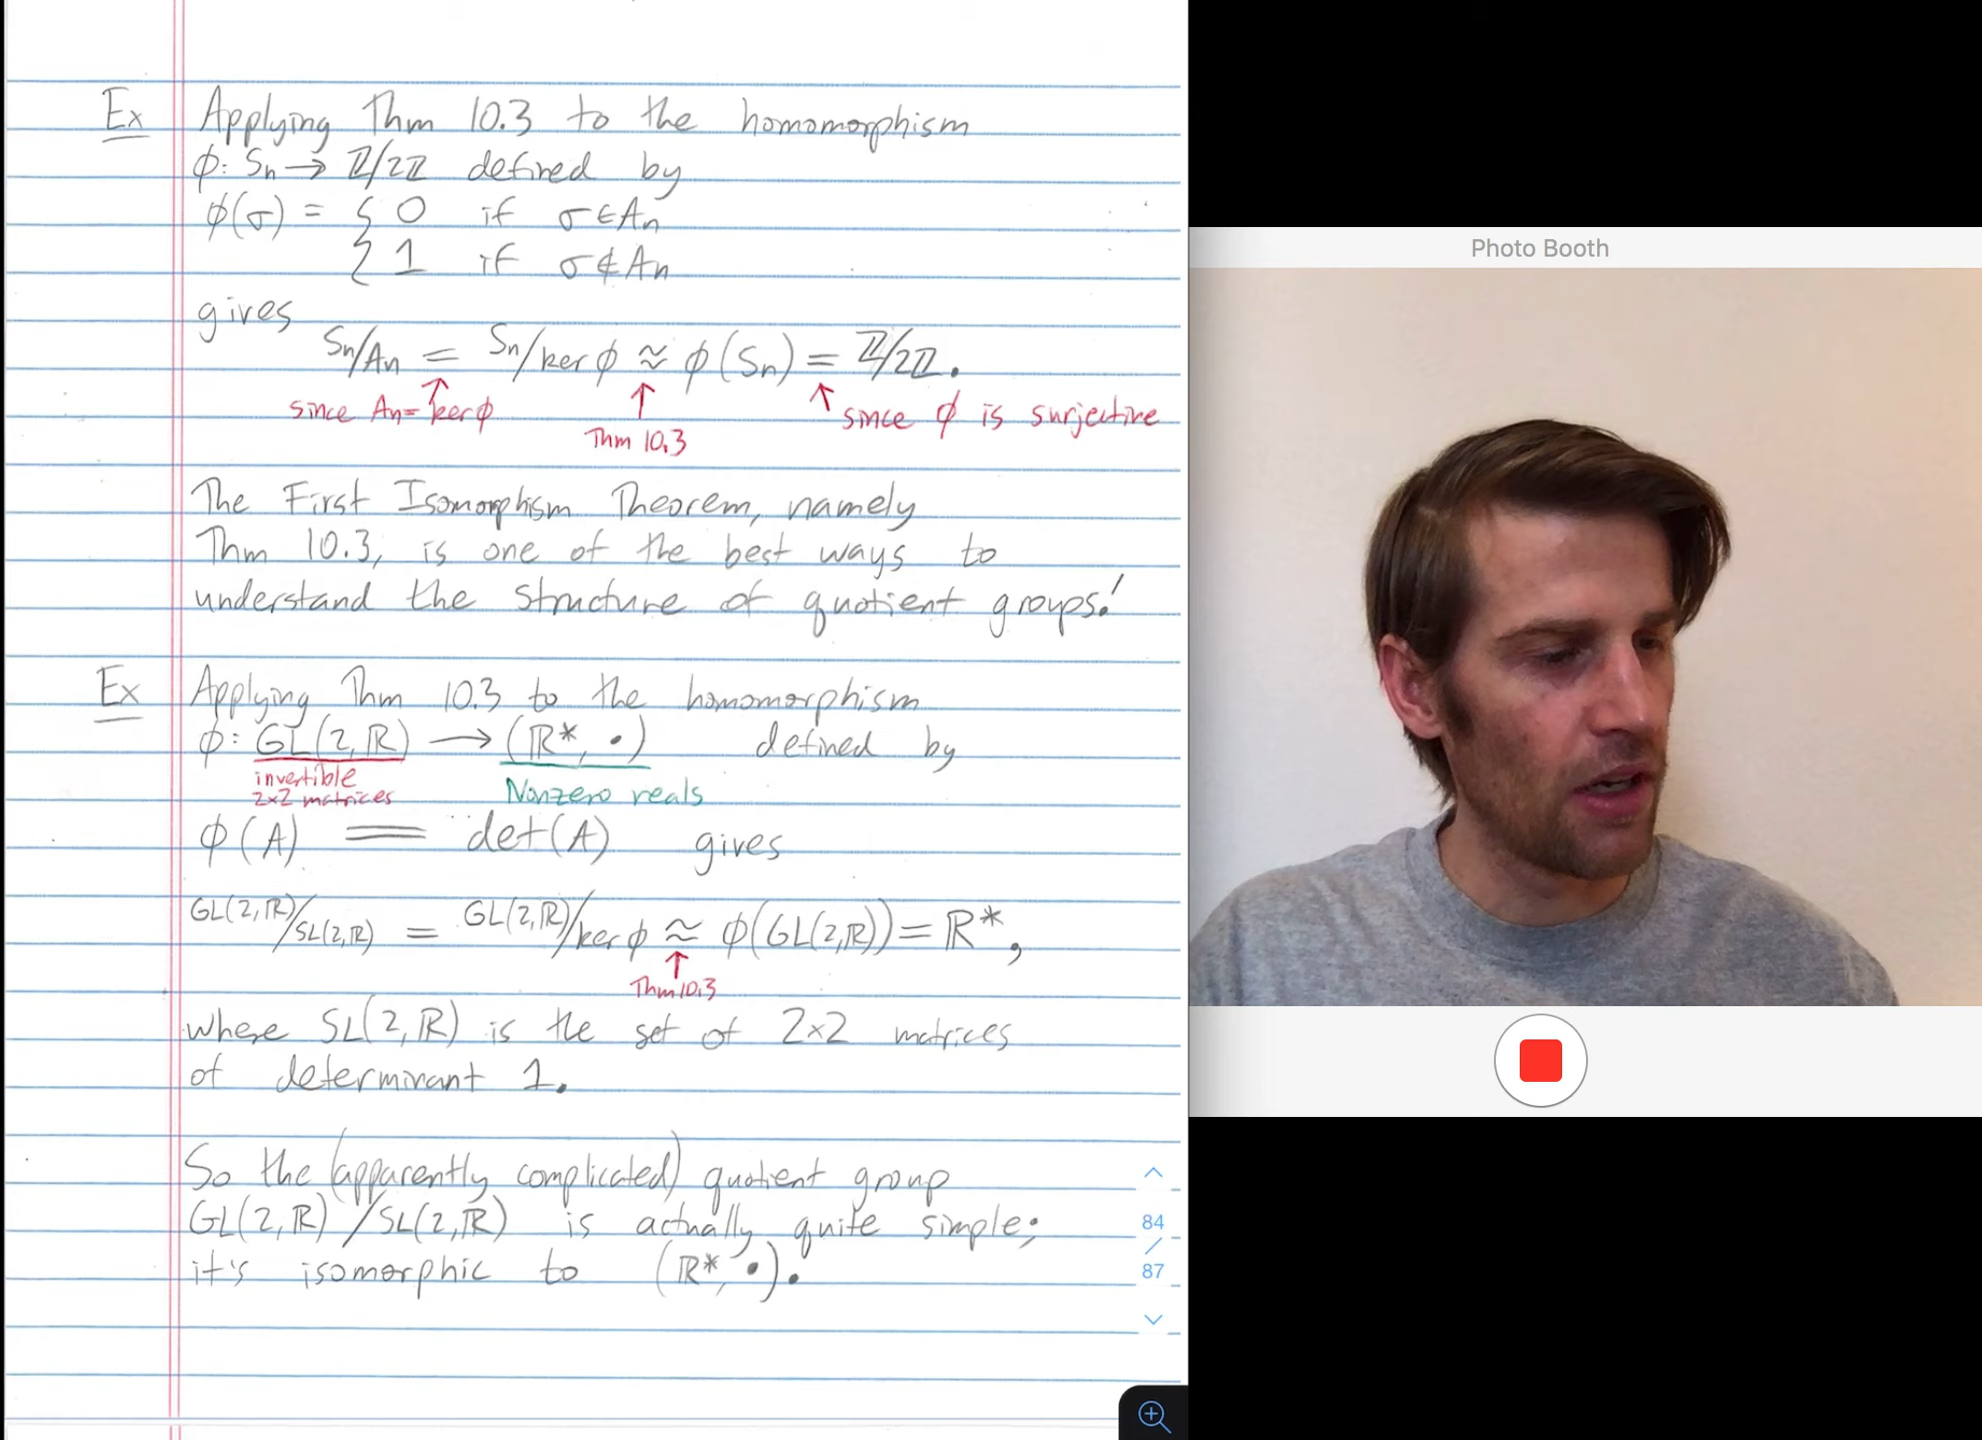 Ex Applying Thm 10.3 to the homomorphism
ϕ: Sn → ℤ/2ℤ defined by
ϕ(σ) = { 0 if σ∈An
{ 1 if σ∉An
gives
Sn/An = Sn/ker ϕ ≈ ϕ(Sn) = ℤ/2ℤ.
since An = ker ϕ
Thm 10.3
since ϕ is surjective
The First Isomorphism Theorem, namely
Thm 10.3, is one of the best ways to
understand the structure of quotient groups!
Ex Applying Thm 10.3 to the homomorphism
ϕ: GL(2,ℝ) → (ℝ*, •) defined by
invertible
2×2 matrices
Nonzero reals
ϕ(A) = det(A) gives
GL(2,ℝ)/SL(2,ℝ) = GL(2,ℝ)/ker ϕ ≈ ϕ(GL(2,ℝ)) = ℝ*,
Thm 10.3
where SL(2,ℝ) is the set of 2×2 matrices
of determinant 1.
So the (apparently complicated) quotient group
GL(2,ℝ)/SL(2,ℝ) is actually quite simple;
it's isomorphic to (ℝ*, •).
84
/
87
Photo Booth